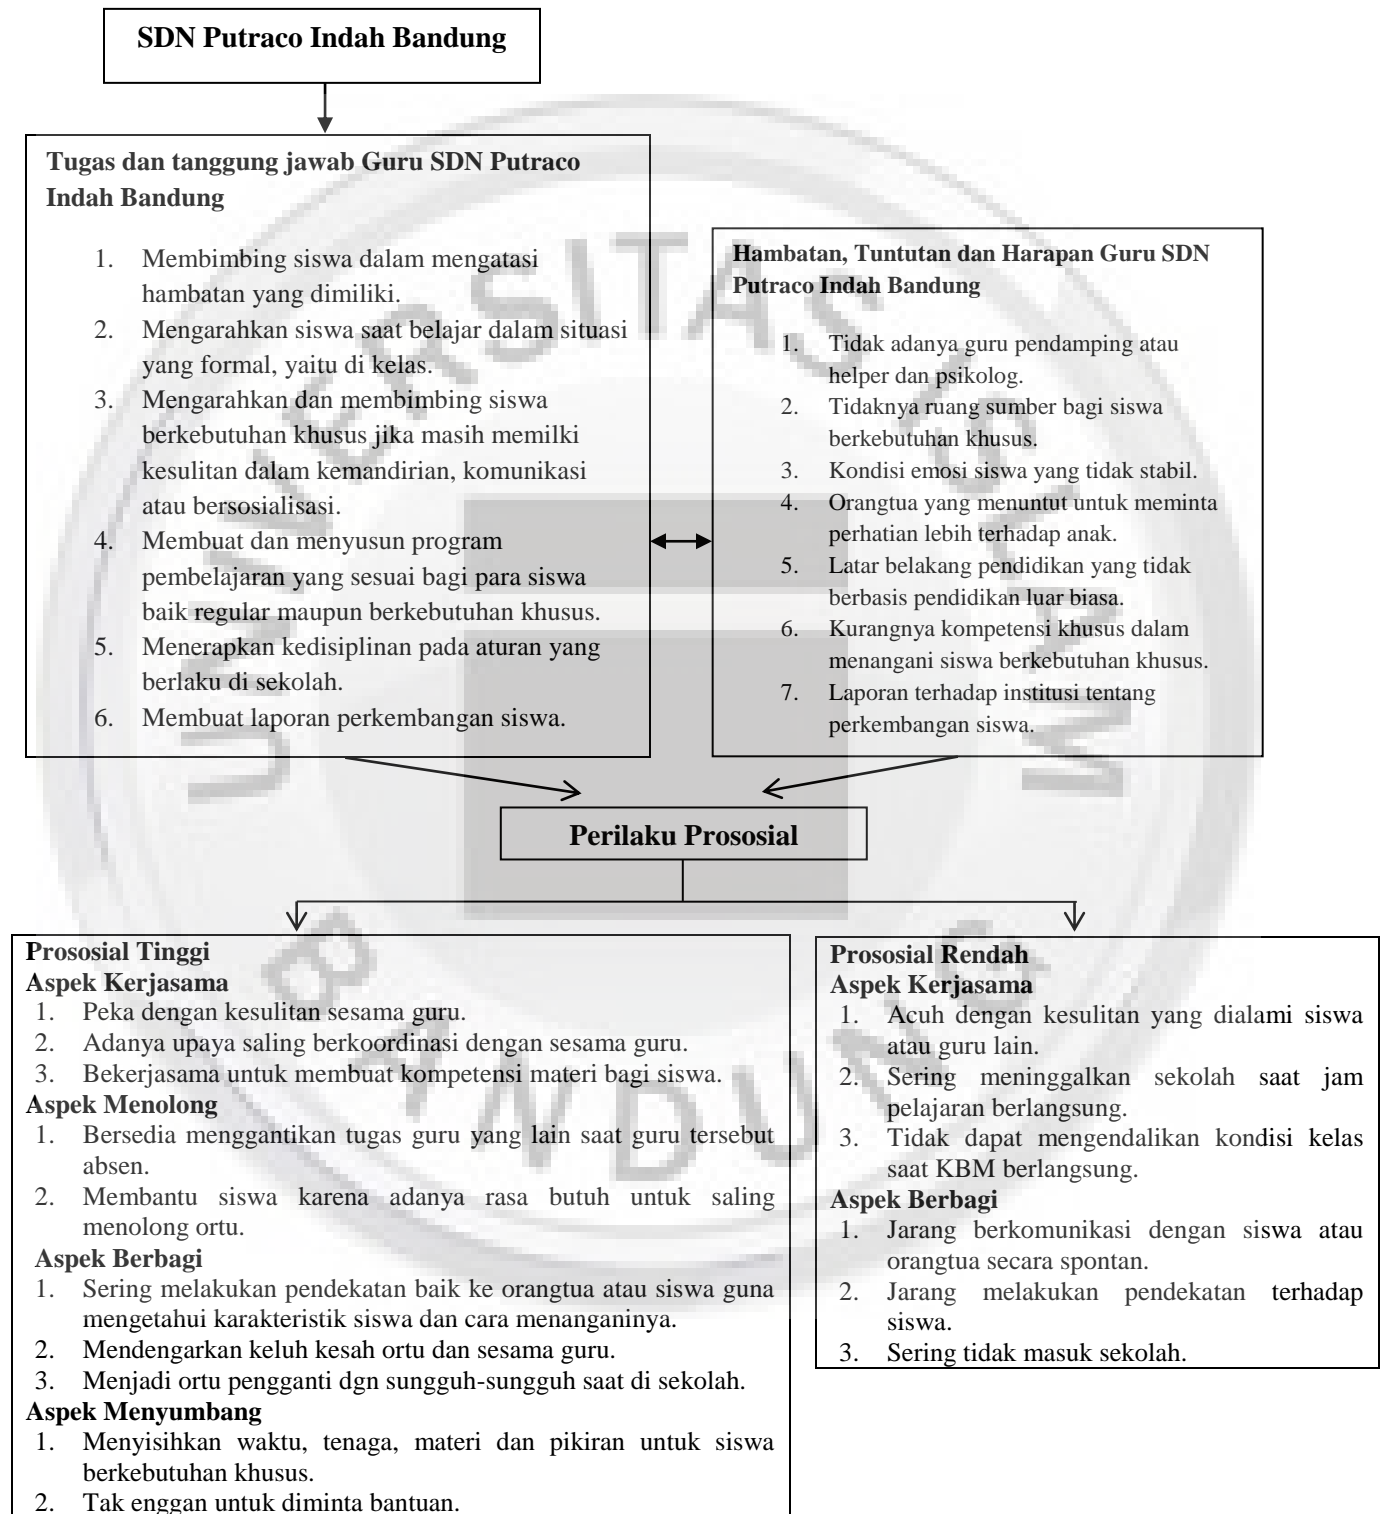 SDN Putraco Indah Bandung
Tugas dan tanggung jawab Guru SDN Putraco
Indah Bandung
1. Membimbing siswa dalam mengatasi
hambatan yang dimiliki.
2. Mengarahkan siswa saat belajar dalam situasi
yang formal, yaitu di kelas.
3. Mengarahkan dan membimbing siswa
berkebutuhan khusus jika masih memilki
kesulitan dalam kemandirian, komunikasi
atau bersosialisasi.
4. Membuat dan menyusun program
pembelajaran yang sesuai bagi para siswa
baik regular maupun berkebutuhan khusus.
5. Menerapkan kedisiplinan pada aturan yang
berlaku di sekolah.
6. Membuat laporan perkembangan siswa.
Hambatan, Tuntutan dan Harapan Guru SDN
Putraco Indah Bandung
1. Tidak adanya guru pendamping atau
helper dan psikolog.
2. Tidaknya ruang sumber bagi siswa
berkebutuhan khusus.
3. Kondisi emosi siswa yang tidak stabil.
4. Orangtua yang menuntut untuk meminta
perhatian lebih terhadap anak.
5. Latar belakang pendidikan yang tidak
berbasis pendidikan luar biasa.
6. Kurangnya kompetensi khusus dalam
menangani siswa berkebutuhan khusus.
7. Laporan terhadap institusi tentang
perkembangan siswa.
Perilaku Prososial
Prososial Tinggi
Aspek Kerjasama
1. Peka dengan kesulitan sesama guru.
2. Adanya upaya saling berkoordinasi dengan sesama guru.
3. Bekerjasama untuk membuat kompetensi materi bagi siswa.
Aspek Menolong
1. Bersedia menggantikan tugas guru yang lain saat guru tersebut
absen.
2. Membantu siswa karena adanya rasa butuh untuk saling
menolong ortu.
Aspek Berbagi
1. Sering melakukan pendekatan baik ke orangtua atau siswa guna
mengetahui karakteristik siswa dan cara menanganinya.
2. Mendengarkan keluh kesah ortu dan sesama guru.
3. Menjadi ortu pengganti dgn sungguh-sungguh saat di sekolah.
Aspek Menyumbang
1. Menyisihkan waktu, tenaga, materi dan pikiran untuk siswa
berkebutuhan khusus.
2. Tak enggan untuk diminta bantuan.
Prososial Rendah
Aspek Kerjasama
1. Acuh dengan kesulitan yang dialami siswa
atau guru lain.
2. Sering meninggalkan sekolah saat jam
pelajaran berlangsung.
3. Tidak dapat mengendalikan kondisi kelas
saat KBM berlangsung.
Aspek Berbagi
1. Jarang berkomunikasi dengan siswa atau
orangtua secara spontan.
2. Jarang melakukan pendekatan terhadap
siswa.
3. Sering tidak masuk sekolah.
UNIVERSITAS ISLAM
BANDUNG